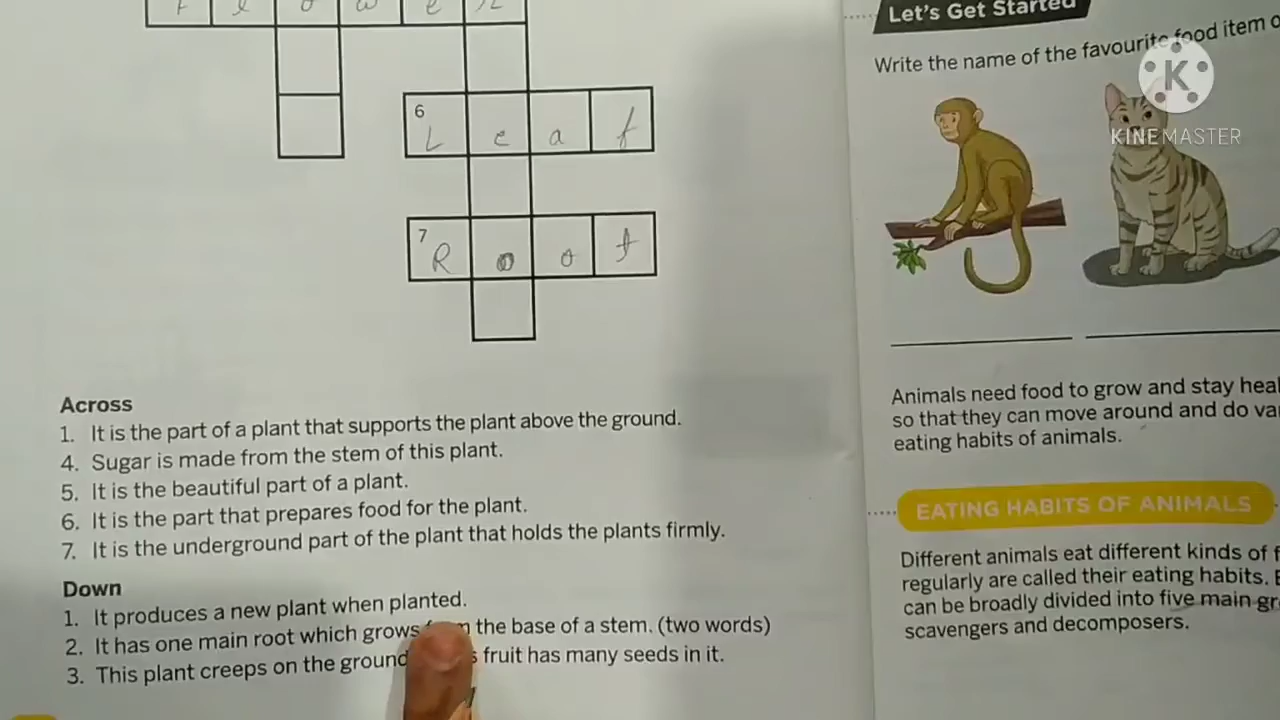 F l o w e r
6
L e a f
7
R o o t
Across
1. It is the part of a plant that supports the plant above the ground.
4. Sugar is made from the stem of this plant.
5. It is the beautiful part of a plant.
6. It is the part that prepares food for the plant.
7. It is the underground part of the plant that holds the plants firmly.
Down
1. It produces a new plant when planted.
2. It has one main root which grows the base of a stem. (two words)
3. This plant creeps on the ground fruit has many seeds in it.
Let's Get Started
Write the name of the favourite food item
KINEMASTER
Animals need food to grow and stay
so that they can move around and do
eating habits of animals.
EATING HABITS OF ANIMALS
Different animals eat different kinds of
regularly are called their eating habits.
can be broadly divided into five main
scavengers and decomposers.